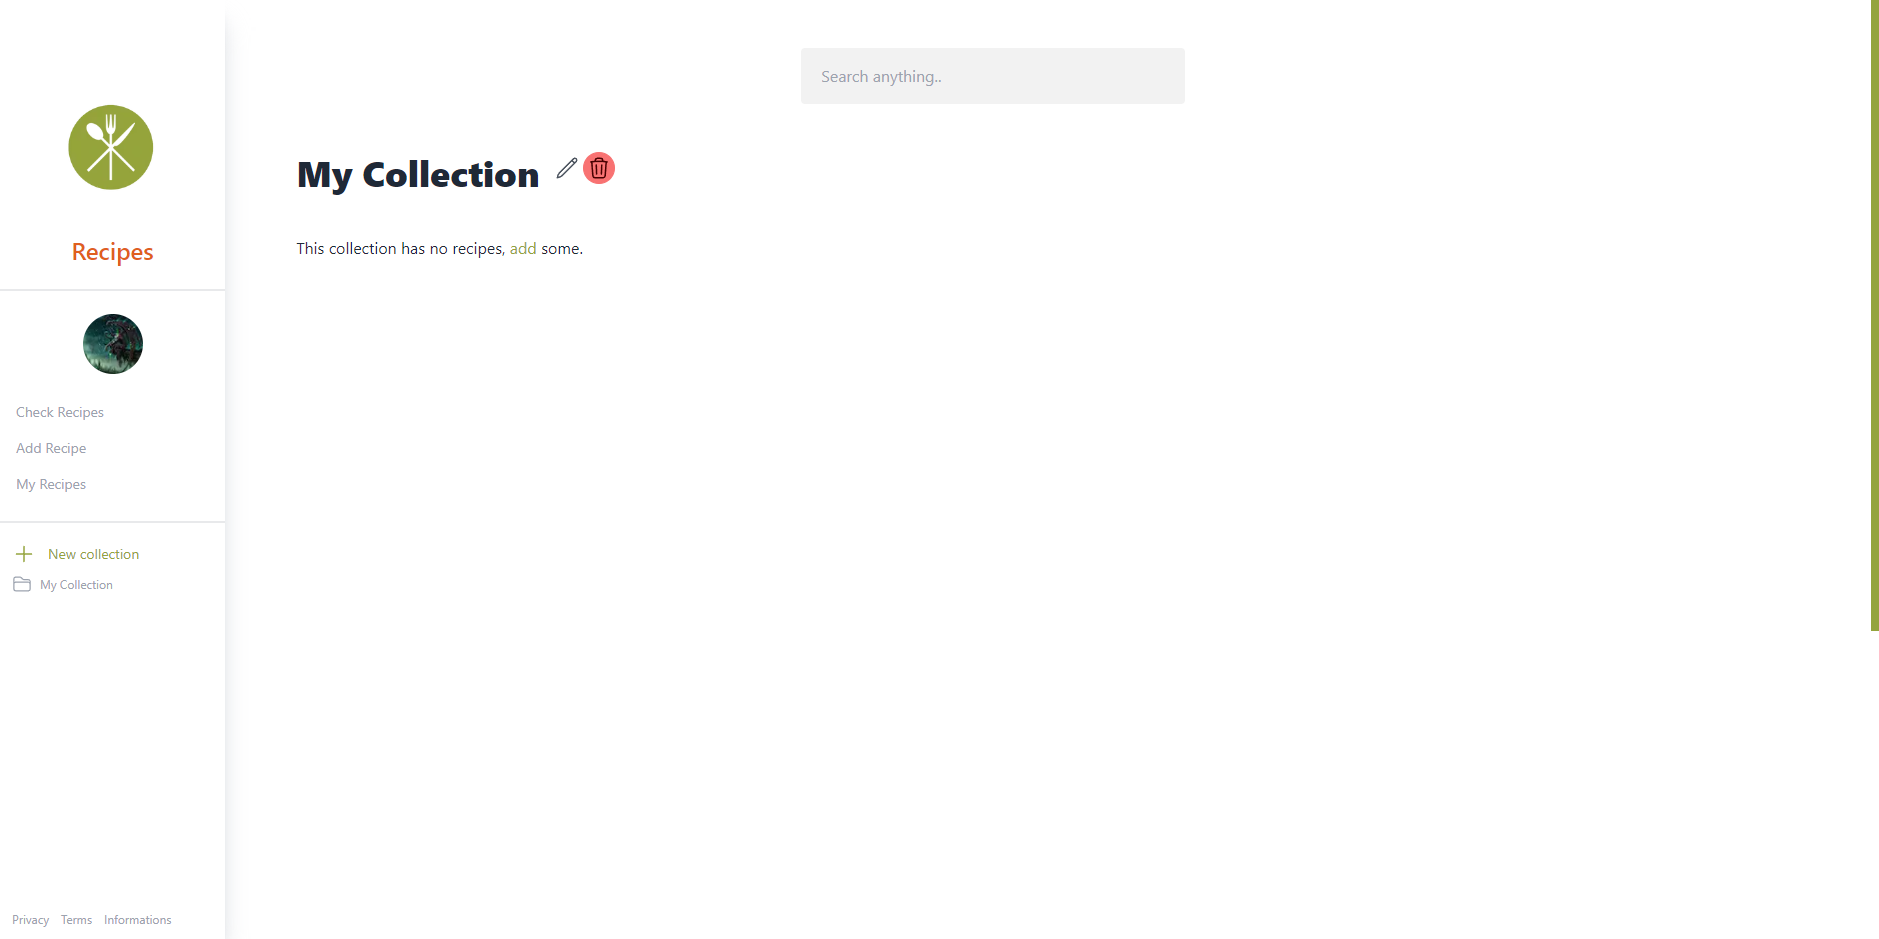 Recipes
Check Recipes
Add Recipe
My Recipes
New collection
My Collection
Privacy Terms Informations
Search anything..
My Collection
This collection has no recipes, add some.